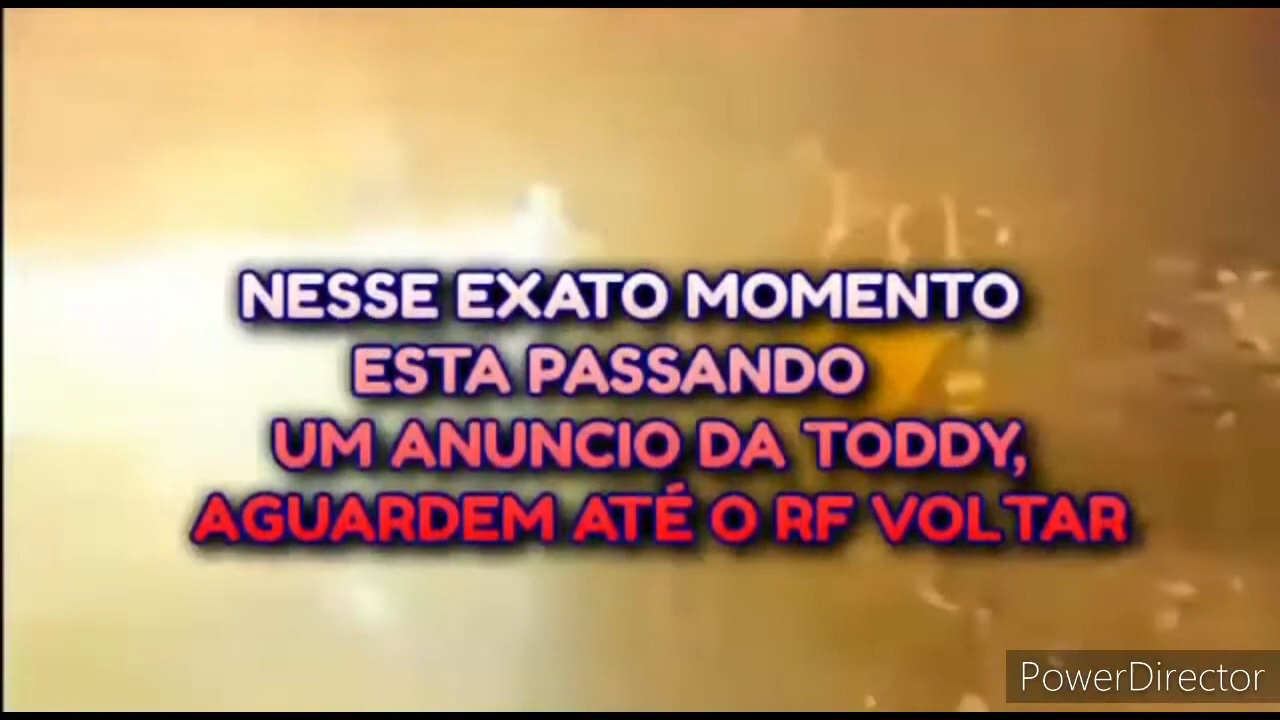 NESSE EXATO MOMENTO
ESTA PASSANDO
UM ANUNCIO DA TODDY,
AGUARDEM ATÉ O RF VOLTAR
PowerDirector